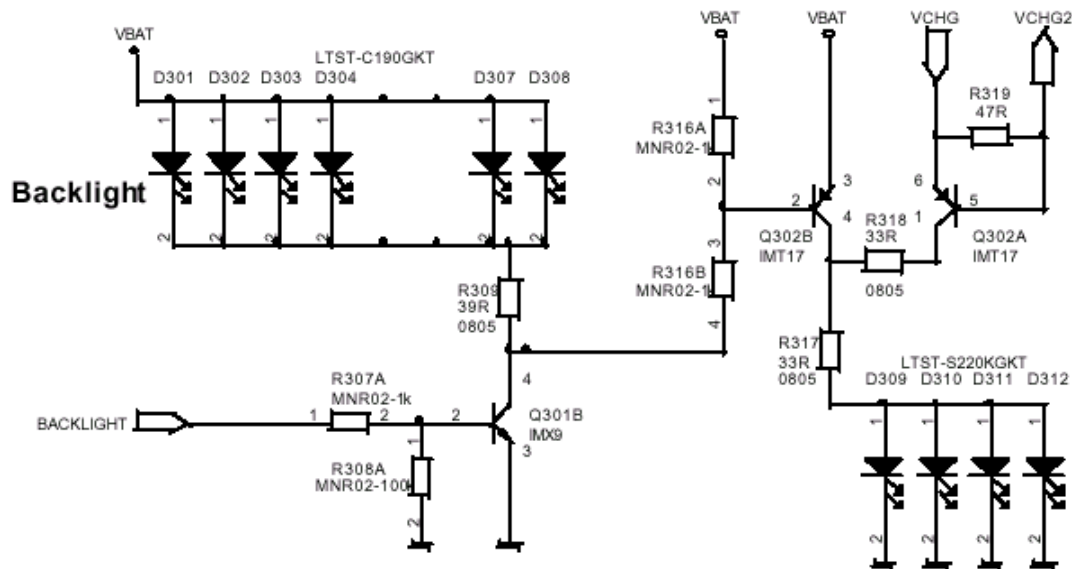 VBAT
LTST-C190GKT
D301 D302 D303 D304 D307 D308
1 1 1 1 1 1
2 2 2 2 2 2
Backlight
R309
39R
0805
R307A
MNR02-1k
BACKLIGHT
1 2 2
4
Q301B
IMX9
3
1
R308A
MNR02-100k
2
VBAT VBAT VCHG VCHG2
1
R316A
MNR02-1
2
3
R316B
MNR02-1
4
2
3
4
Q302B
IMT17
R318
33R
0805
R319
47R
6
1
5
Q302A
IMT17
R317
33R
0805
LTST-S220KGKT
D309 D310 D311 D312
1 1 1 1
2 2 2 2